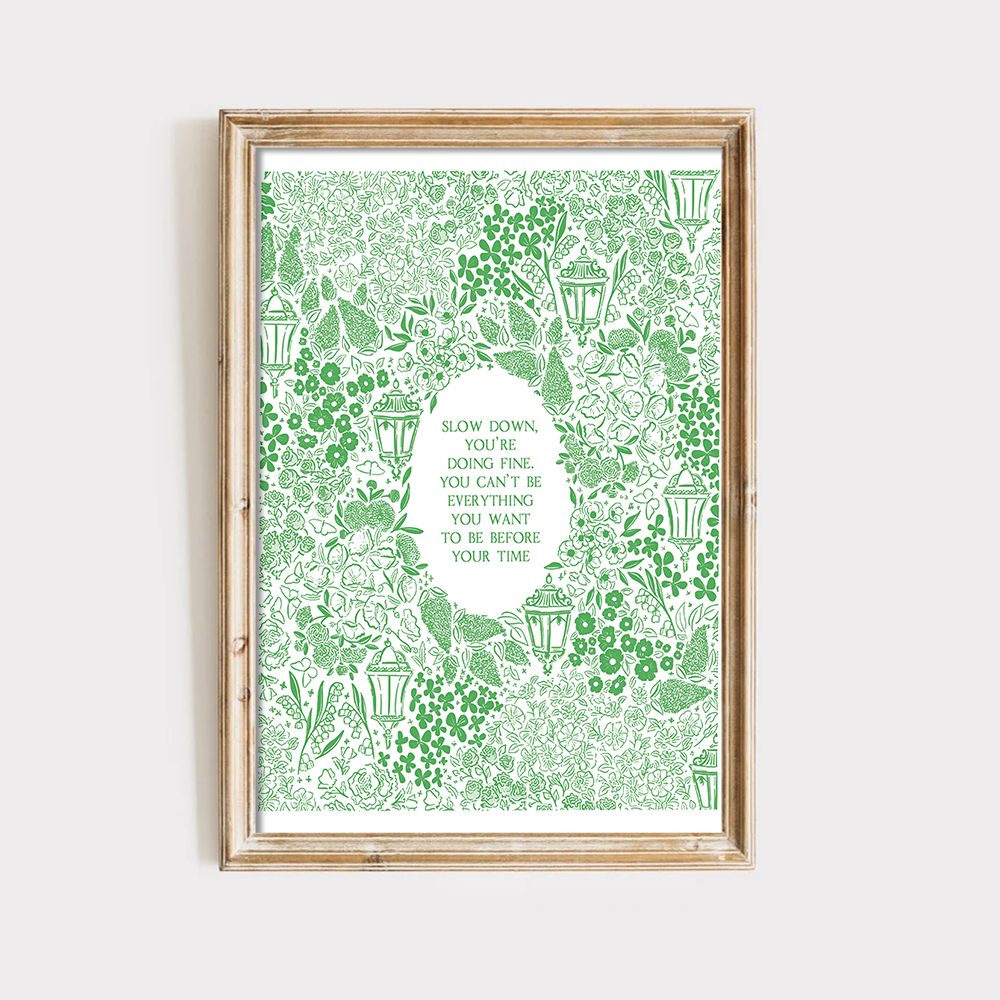 SLOW DOWN,
YOU'RE
DOING FINE.
YOU CAN'T BE
EVERYTHING
YOU WANT
TO BE BEFORE
YOUR TIME